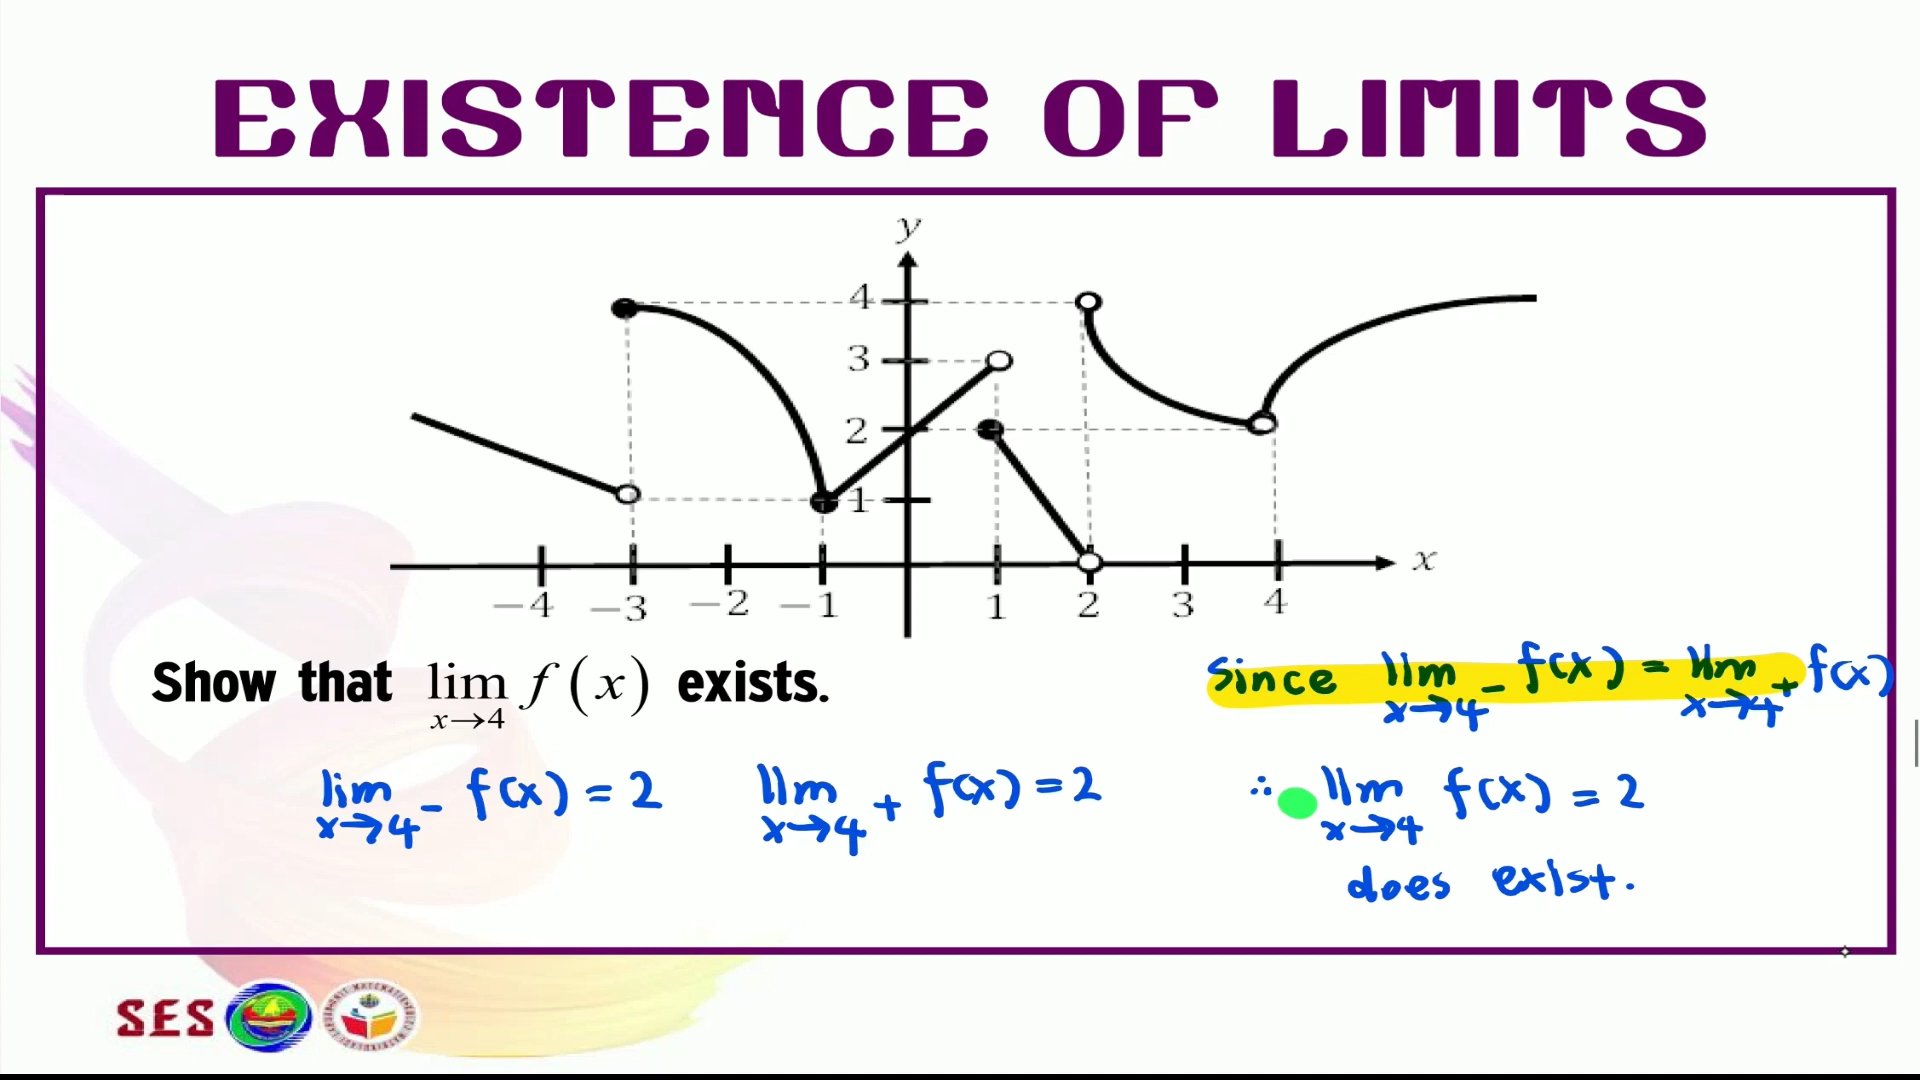 EXISTENCE OF LIMITS
y
4
3
2
1
x
−4 −3 −2 −1 1 2 3 4
Show that lim f(x) exists.
x→4
since lim f(x) = lim f(x)
x→4⁻ x→4⁺
lim f(x) = 2 lim f(x) = 2 ∴ lim f(x) = 2
x→4⁻ x→4⁺ x→4
does exist.
SES